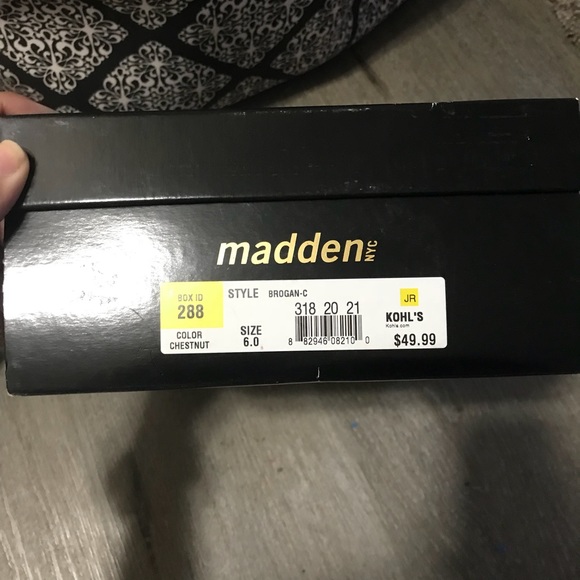 madden NYC
BOX ID
288
COLOR
CHESTNUT
STYLE BROGAN-C
SIZE
6.0
318 20 21
8 82946 08210 0
JR
KOHL'S
Kohls.com
$49.99